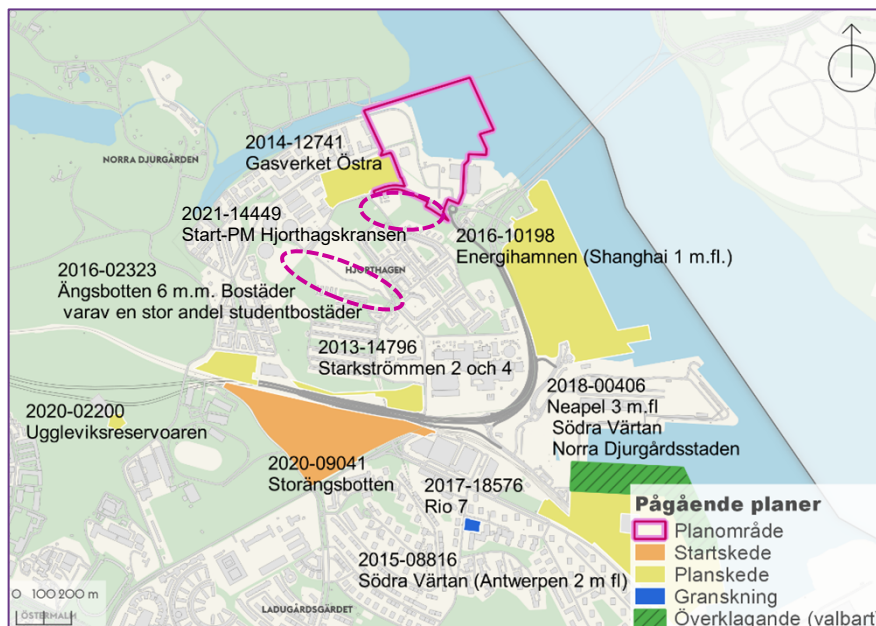 NORRA DJURGÅRDEN
2014-12741
Gasverket Östra
2021-14449
Start-PM Hjorthagskransen
2016-10198
Energihamnen (Shanghai 1 m.fl.)
HJORTHAGEN
2016-02323
Ängsbotten 6 m.m. Bostäder
varav en stor andel studentbostäder
2013-14796
Starkströmmen 2 och 4
2018-00406
Neapel 3 m.fl
Södra Värtan
Norra Djurgårdsstaden
2020-02200
Uggleviksreservoaren
2020-09041
Storängsbotten
2017-18576
Rio 7
2015-08816
Södra Värtan (Antwerpen 2 m fl)
Pågående planer
Planområde
Startskede
Planskede
Granskning
Överklagande (valbart)
0 100 200 m
ÖSTERMALM
LADUGÅRDSGÄRDET